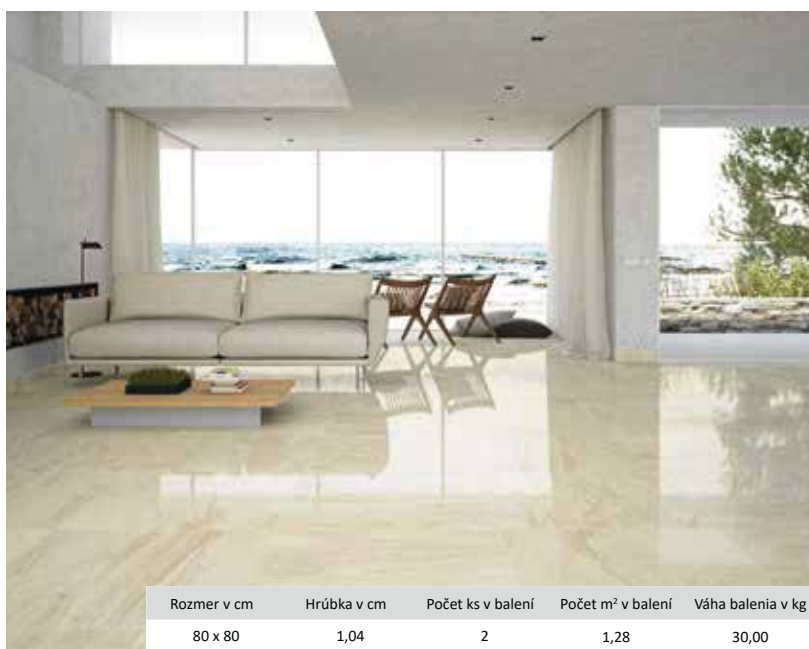 Rozmer v cm Hrúbka v cm Počet ks v balení Počet m² v balení Váha balenia v kg
80 x 80 1,04 2 1,28 30,00